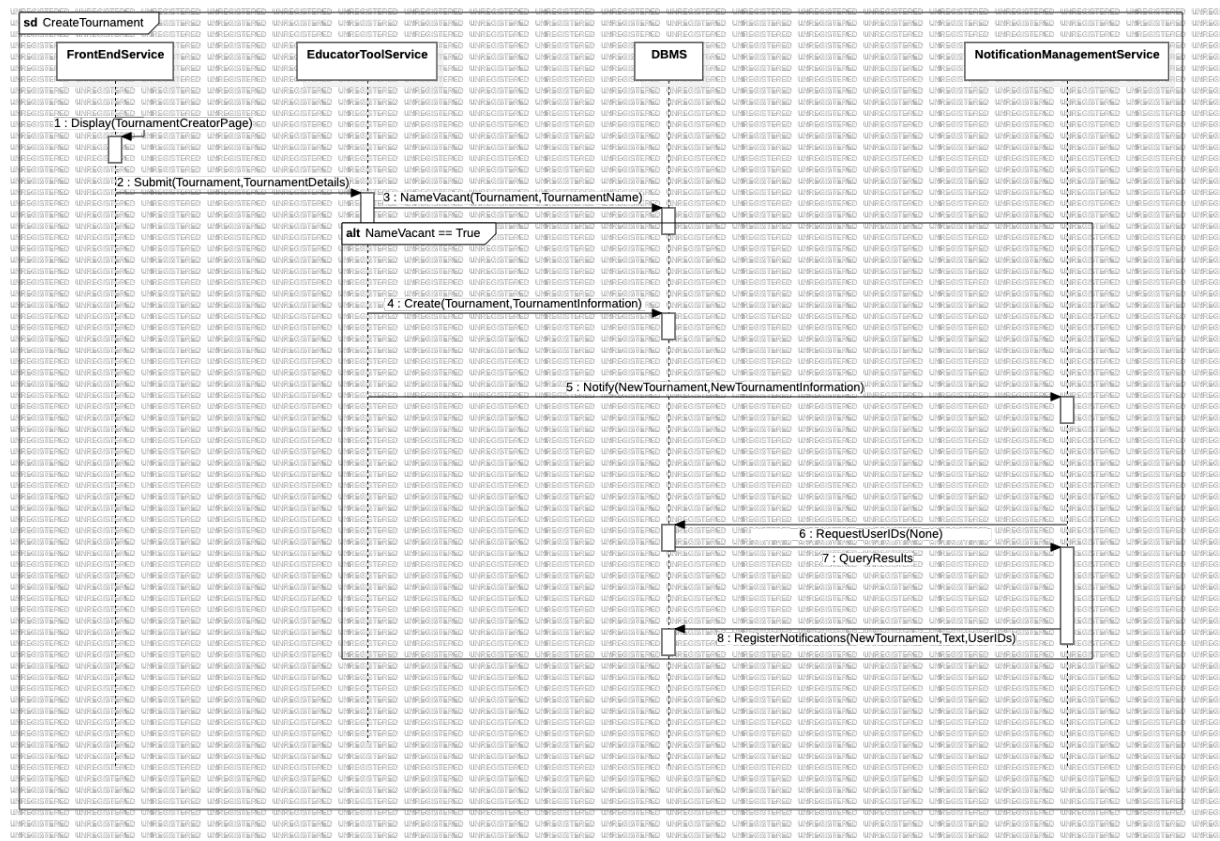 sd CreateTournament
FrontEndService
EducatorToolService
DBMS
NotificationManagementService
1 : Display(TournamentCreatorPage)
2 : Submit(Tournament,TournamentDetails)
3 : NameVacant(Tournament,TournamentName)
alt NameVacant == True
4 : Create(Tournament,TournamentInformation)
5 : Notify(NewTournament,NewTournamentInformation)
6 : RequestUserIDs(None)
7 : QueryResults
8 : RegisterNotifications(NewTournament,Text,UserIDs)
UNREGISTERED